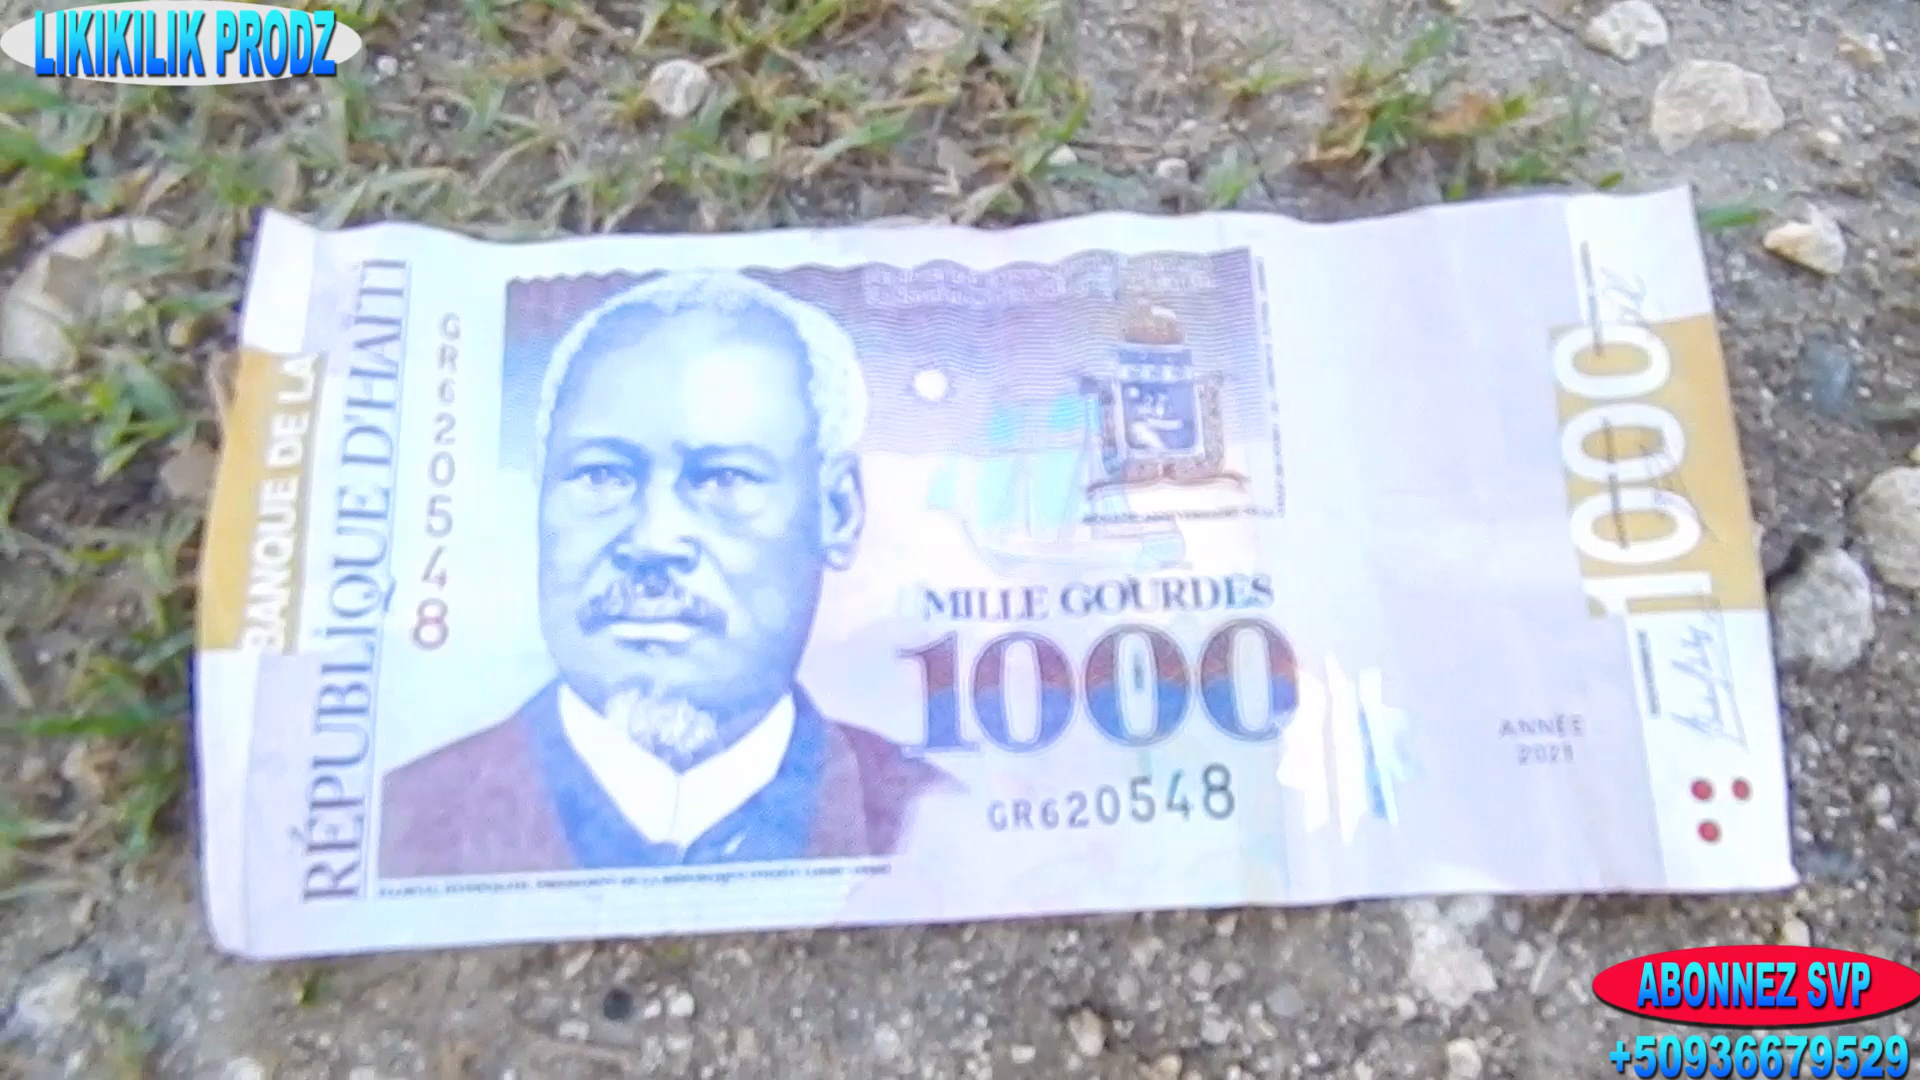 LIKIKILIK PRODZ
BANQUE DE LA
RÉPUBLIQUE D'HAÏTI
GR620548
MILLE GOURDES
1000
GR620548
1000
ANNÉE
ABONNEZ SVP
+50936679529